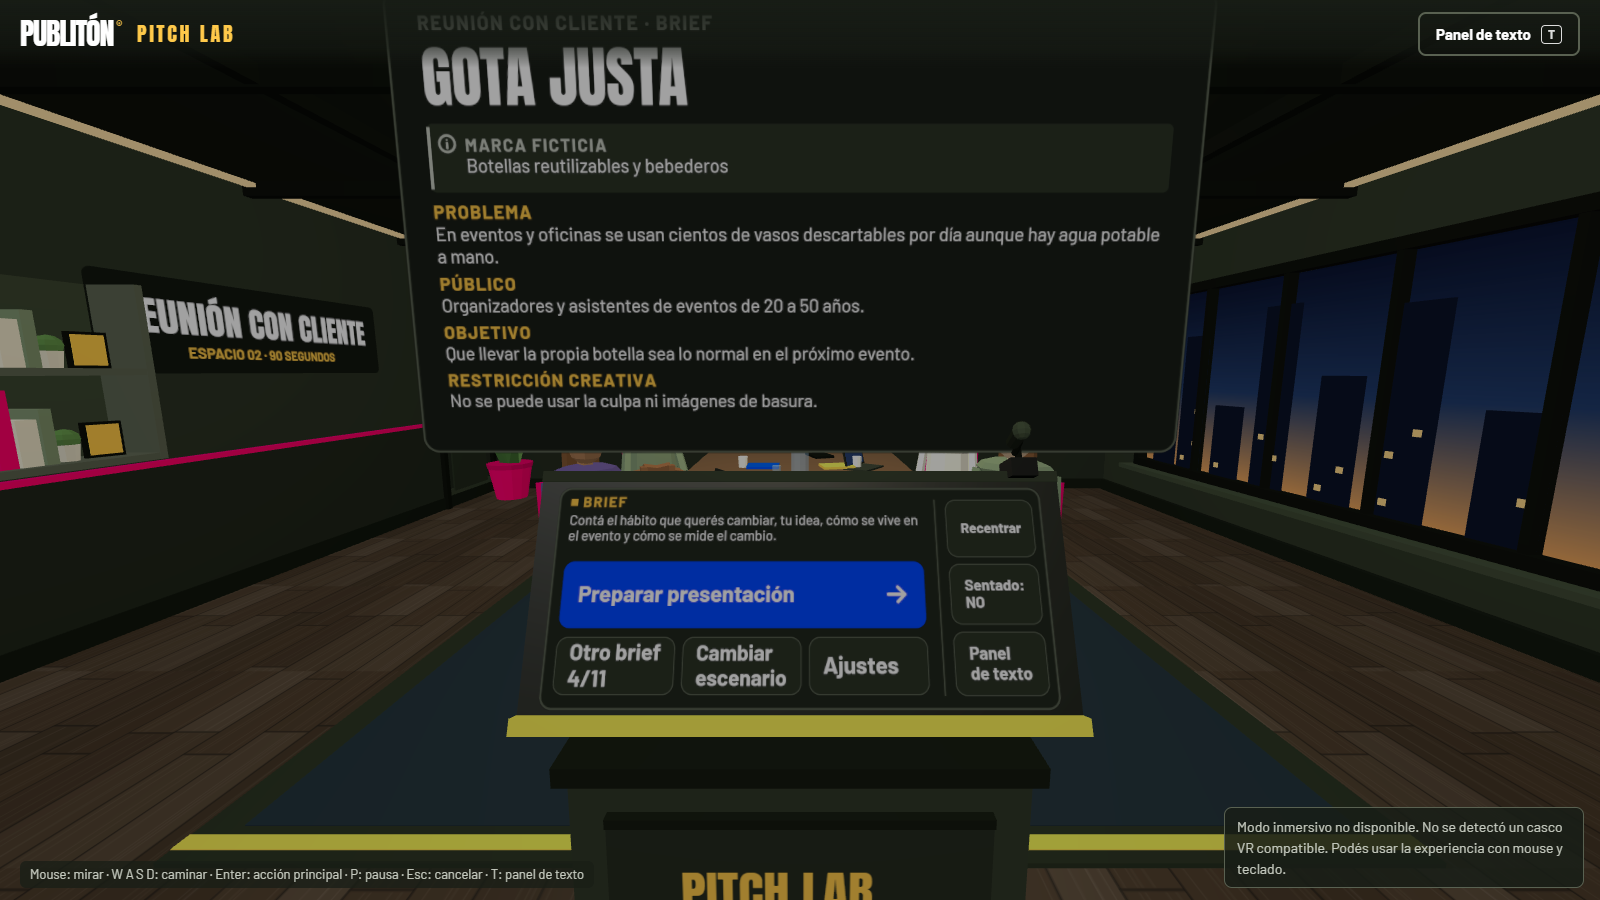 PUBLITÓN PITCH LAB
Panel de texto T
REUNIÓN CON CLIENTE · BRIEF
GOTA JUSTA
MARCA FICTICIA
Botellas reutilizables y bebederos
PROBLEMA
En eventos y oficinas se usan cientos de vasos descartables por día aunque hay agua potable
a mano.
PÚBLICO
Organizadores y asistentes de eventos de 20 a 50 años.
OBJETIVO
Que llevar la propia botella sea lo normal en el próximo evento.
RESTRICCIÓN CREATIVA
No se puede usar la culpa ni imágenes de basura.
EUNIÓN CON CLIENTE
ESPACIO 02 · 90 SEGUNDOS
BRIEF
Contá el hábito que querés cambiar, tu idea, cómo se vive en
el evento y cómo se mide el cambio.
Preparar presentación →
Otro brief
4/11
Cambiar
escenario
Ajustes
Recentrar
Sentado:
NO
Panel
de texto
PITCH LAB
Mouse: mirar · W A S D: caminar · Enter: acción principal · P: pausa · Esc: cancelar · T: panel de texto
Modo inmersivo no disponible. No se detectó un casco
VR compatible. Podés usar la experiencia con mouse y
teclado.